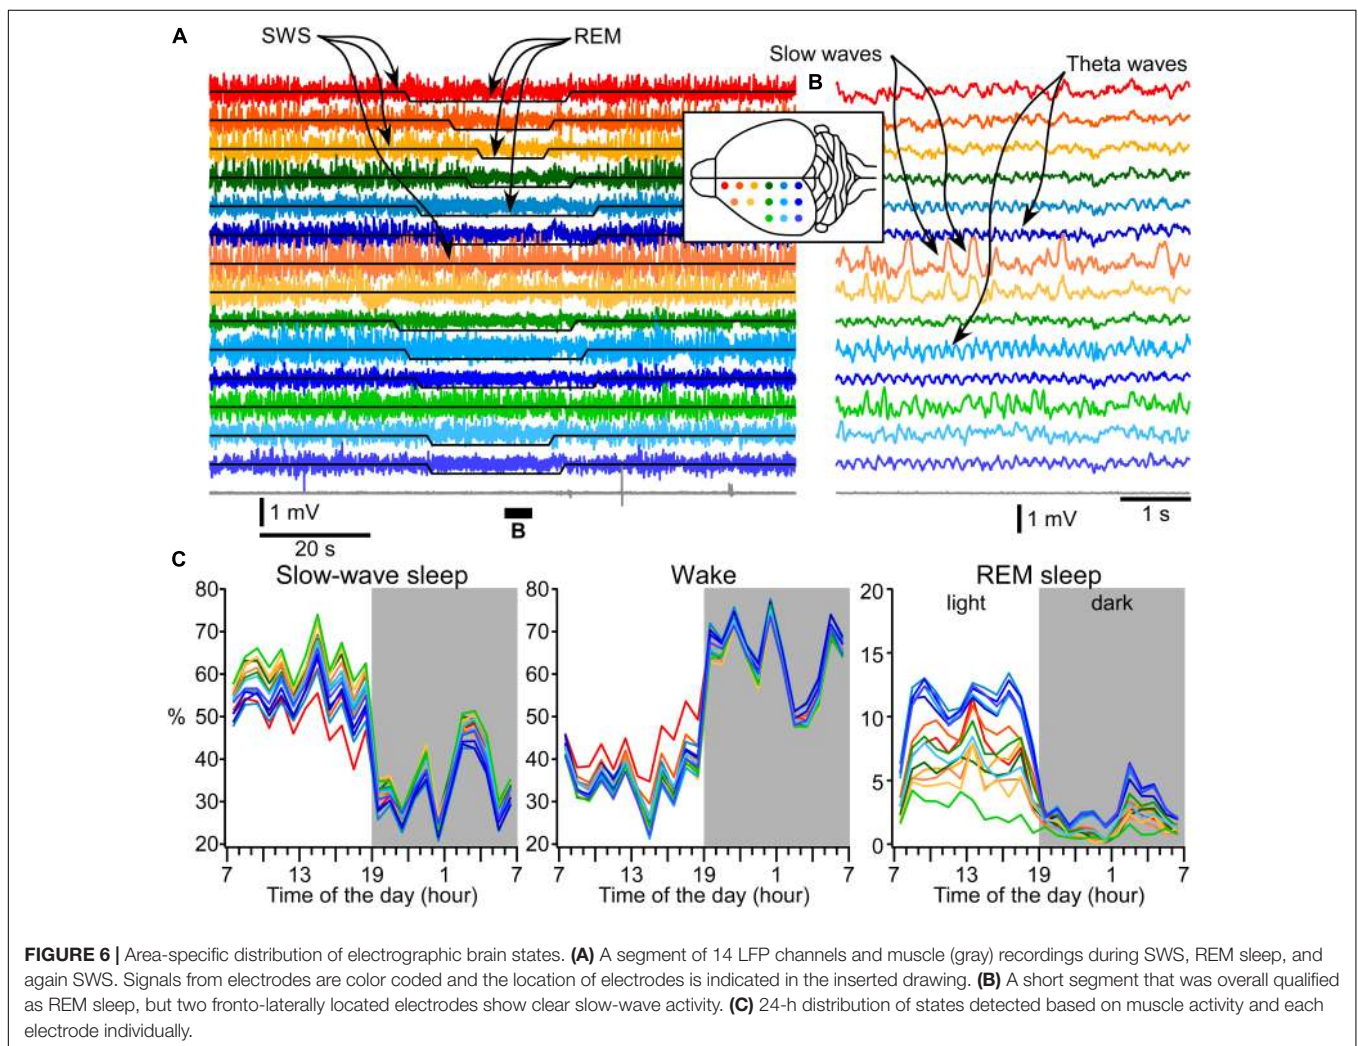 A
SWS
REM
Slow waves
B
Theta waves
1 mV
20 s
B
1 mV
1 s
C
Slow-wave sleep
Wake
REM sleep
light
dark
%
80
70
60
50
40
30
20
7
13
19
1
7
Time of the day (hour)
80
70
60
50
40
30
20
7
13
19
1
7
Time of the day (hour)
20
15
10
5
0
7
13
19
1
7
Time of the day (hour)
FIGURE 6 | Area-specific distribution of electrographic brain states. (A) A segment of 14 LFP channels and muscle (gray) recordings during SWS, REM sleep, and
again SWS. Signals from electrodes are color coded and the location of electrodes is indicated in the inserted drawing. (B) A short segment that was overall qualified
as REM sleep, but two fronto-laterally located electrodes show clear slow-wave activity. (C) 24-h distribution of states detected based on muscle activity and each
electrode individually.